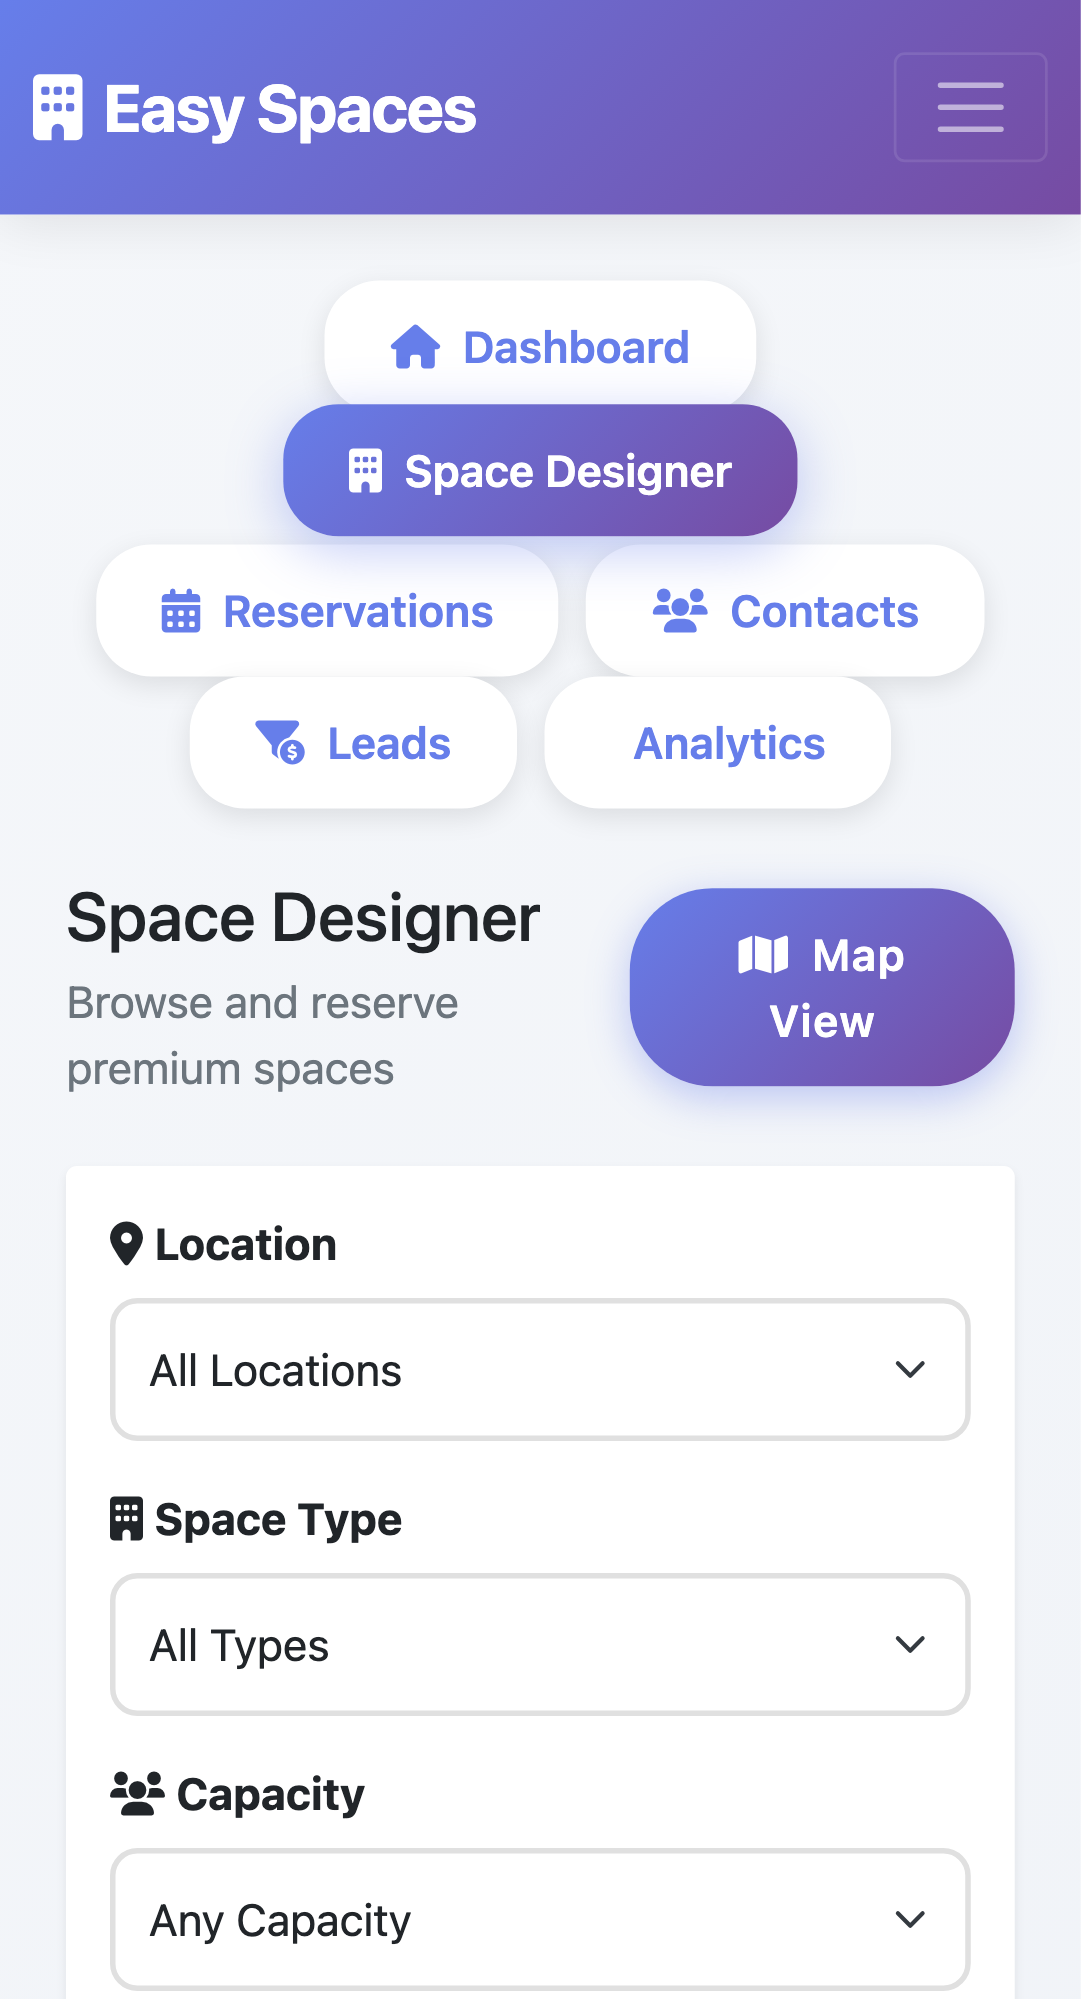 Easy Spaces
Dashboard
Space Designer
Reservations
Contacts
Leads
Analytics
Space Designer
Browse and reserve
premium spaces
Map
View
Location
All Locations
Space Type
All Types
Capacity
Any Capacity